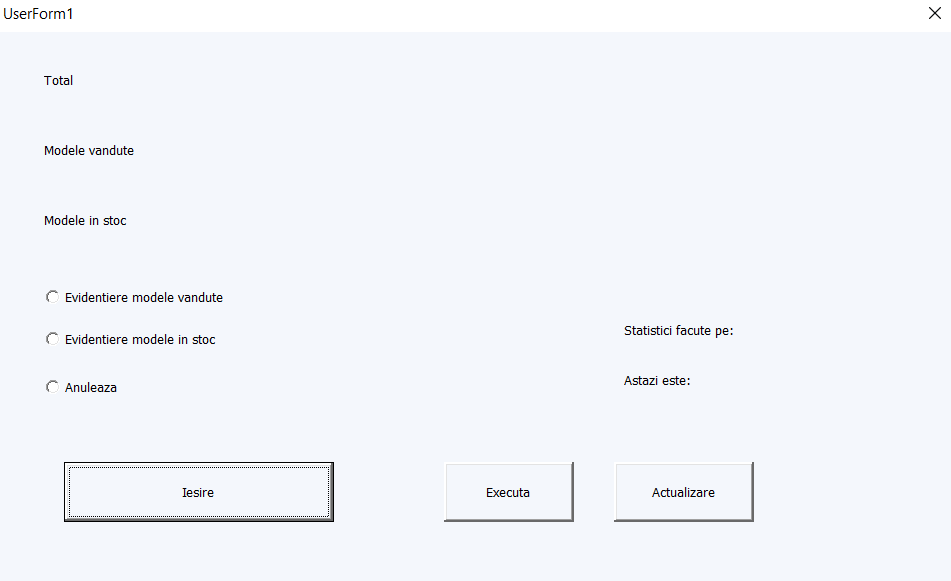 UserForm1
Total
Modele vandute
Modele in stoc
Evidentiere modele vandute
Evidentiere modele in stoc
Statistici facute pe:
Astazi este:
Anuleaza
Iesire
Executa
Actualizare